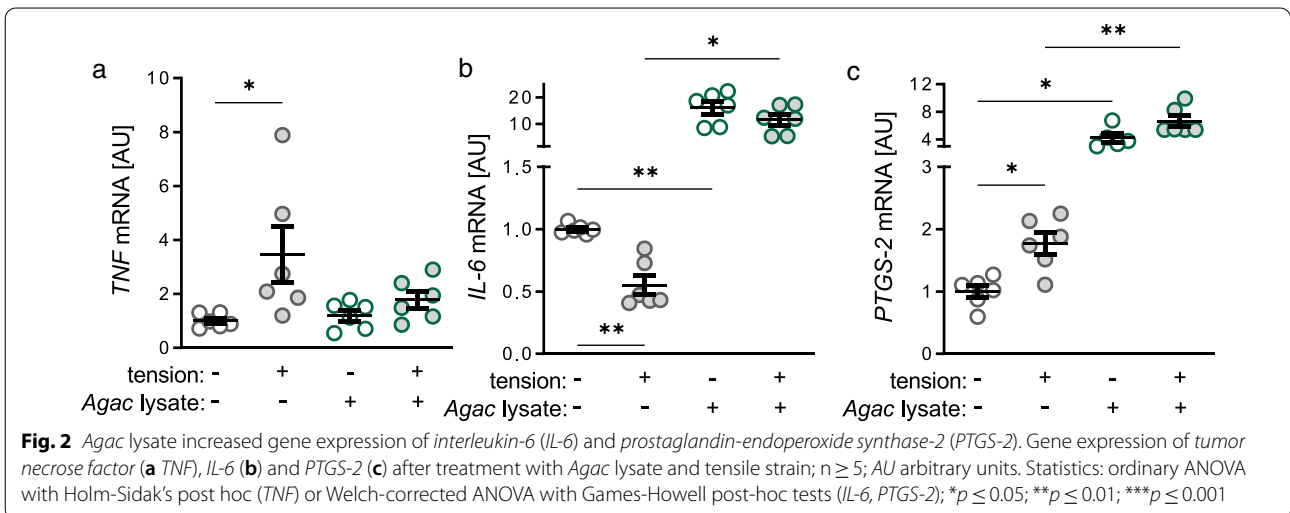 a
b
c
TNF mRNA [AU]
10
8
6
4
2
0
*
tension: - + - +
Agac lysate: - - + +
IL-6 mRNA [AU]
20
10
1.5
1.0
0.5
0.0
*
**
**
- + - +
- - + +
PTGS-2 mRNA [AU]
12
8
4
2
1
0
**
*
*
tension: - + - +
Agac lysate: - - + +
Fig. 2 Agac lysate increased gene expression of interleukin-6 (IL-6) and prostaglandin-endoperoxide synthase-2 (PTGS-2). Gene expression of tumor
necrose factor (a TNF), IL-6 (b) and PTGS-2 (c) after treatment with Agac lysate and tensile strain; n ≥ 5; AU arbitrary units. Statistics: ordinary ANOVA
with Holm-Sidak's post hoc (TNF) or Welch-corrected ANOVA with Games-Howell post-hoc tests (IL-6, PTGS-2); *p ≤ 0.05; **p ≤ 0.01; ***p ≤ 0.001